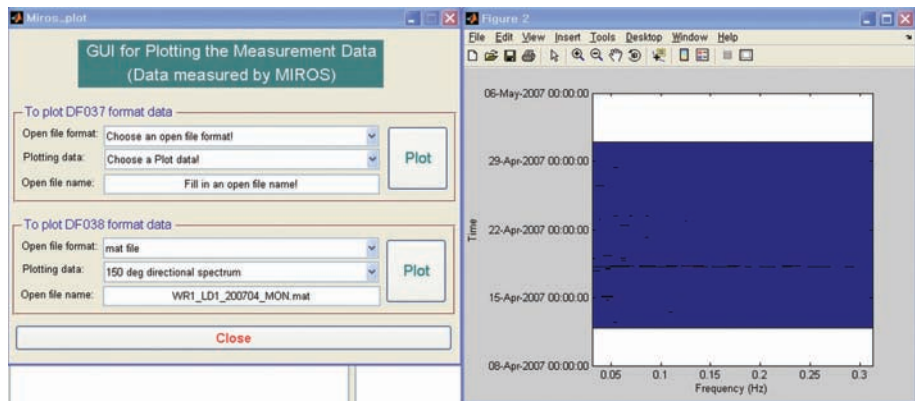 Miros_plot
GUI for Plotting the Measurement Data
(Data measured by MIROS)
To plot DF037 format data
Open file format: Choose an open file format!
Plotting data: Choose a Plot data!
Open file name: Fill in an open file name!
Plot
To plot DF038 format data
Open file format: mat file
Plotting data: 150 deg directional spectrum
Open file name: WR1_LD1_200704_MON.mat
Plot
Close
Figure 2
File Edit View Insert Tools Desktop Window Help
06-May-2007 00:00:00
29-Apr-2007 00:00:00
22-Apr-2007 00:00:00
15-Apr-2007 00:00:00
08-Apr-2007 00:00:00
Time
0.05 0.1 0.15 0.2 0.25 0.3
Frequency (Hz)